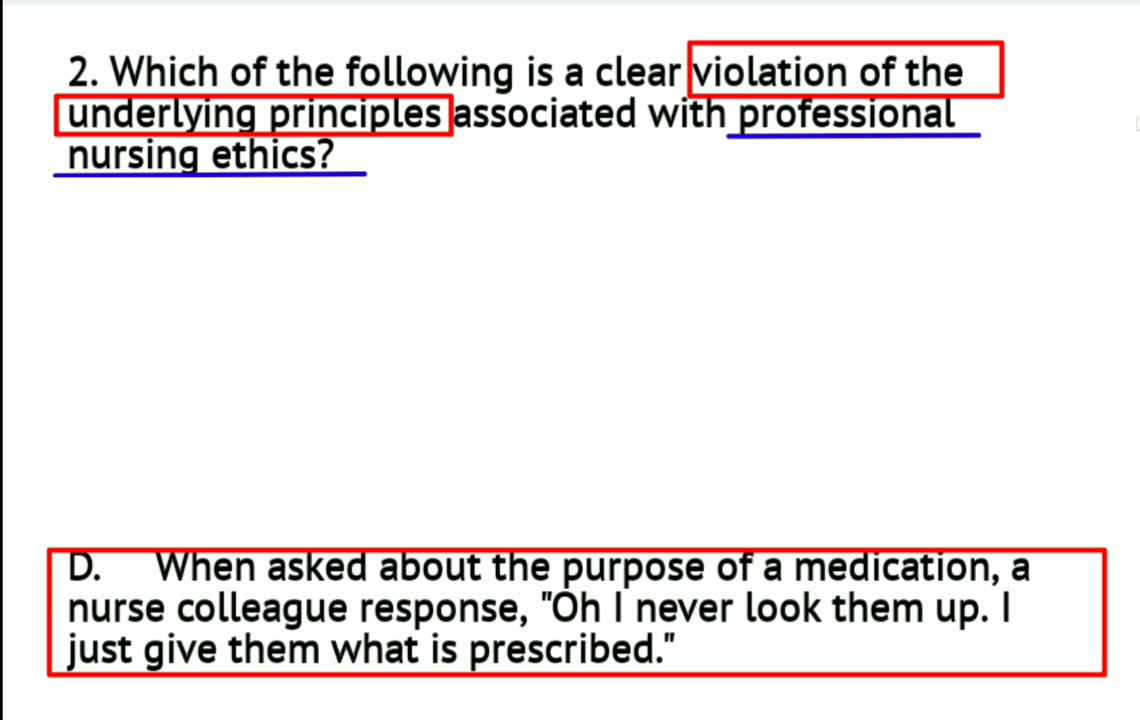 2. Which of the following is a clear violation of the
underlying principles associated with professional
nursing ethics?
D. When asked about the purpose of a medication, a
nurse colleague response, "Oh I never look them up. I
just give them what is prescribed."